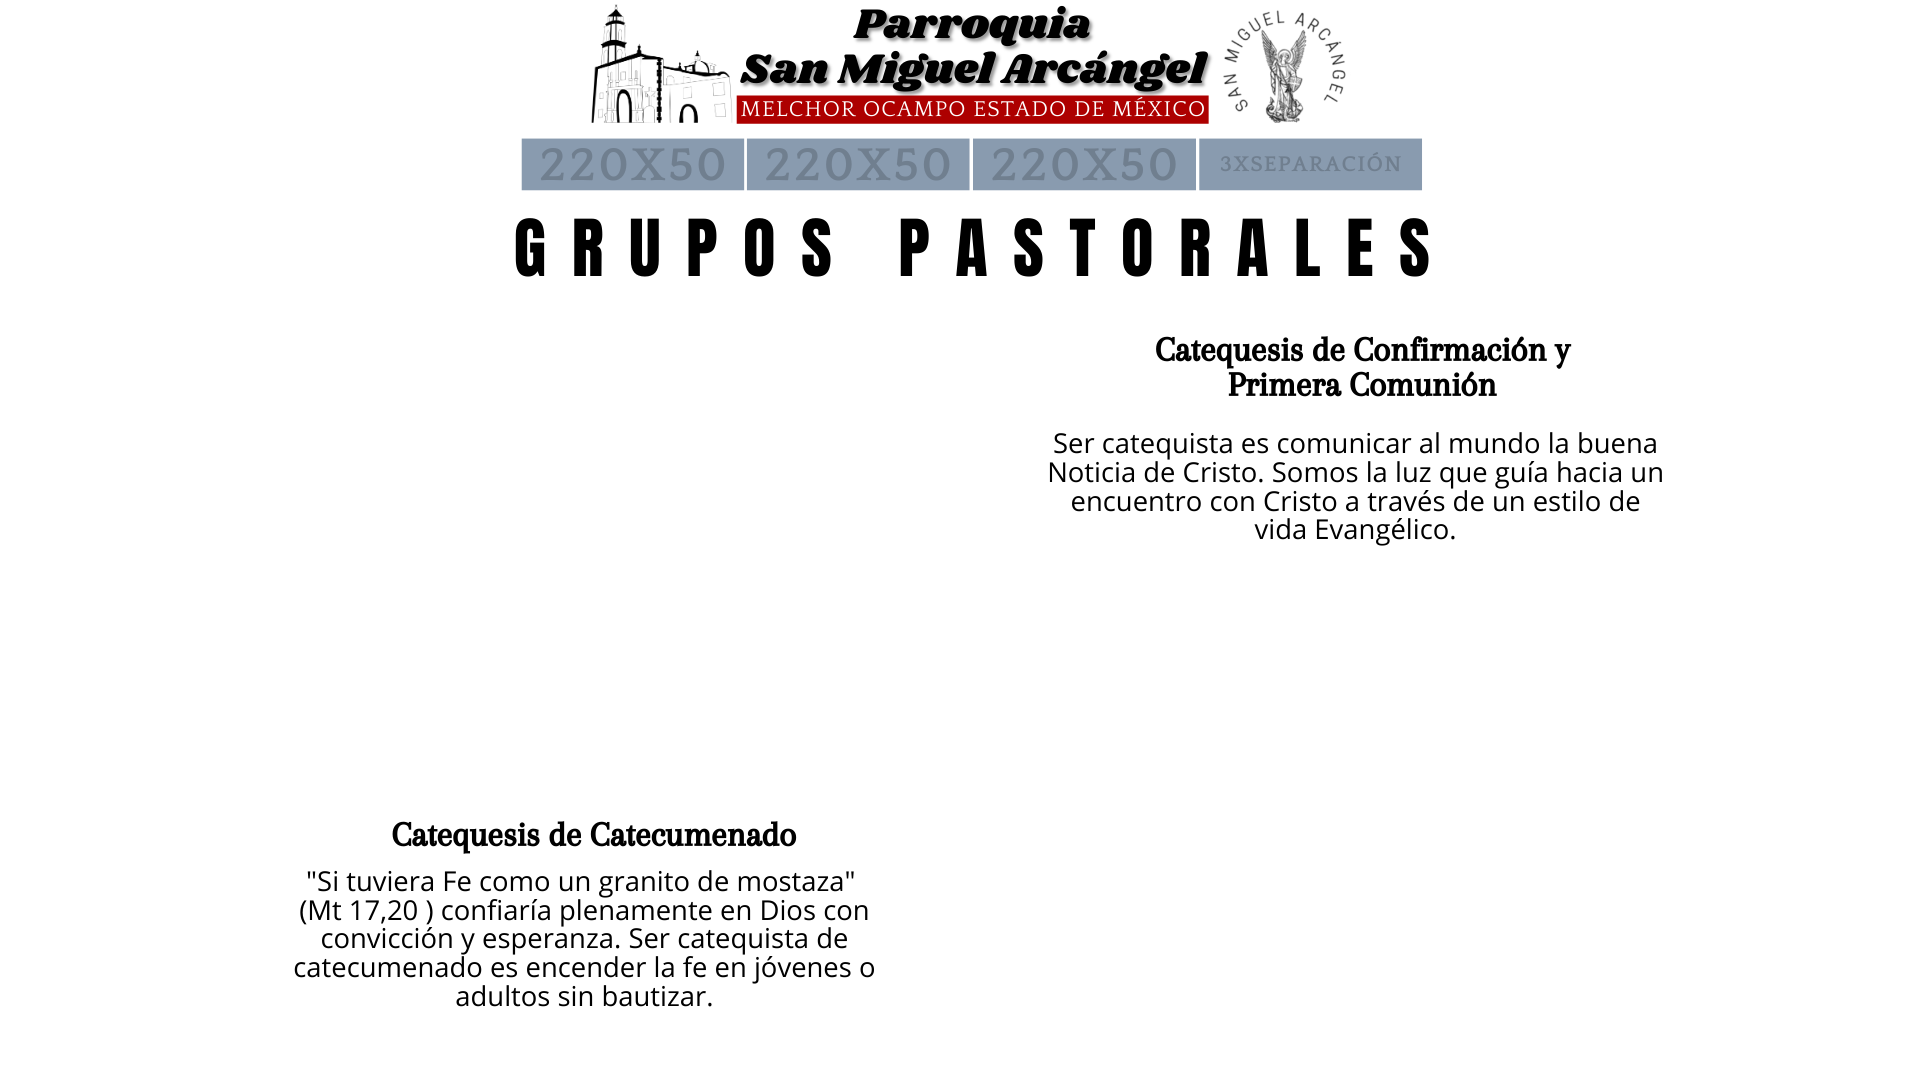 Parroquia
San Miguel Arcángel
MELCHOR OCAMPO ESTADO DE MÉXICO
SAN MIGUEL ARCÁNGEL
220X50 220X50 220X50 3XSEPARACIÓN
GRUPOS PASTORALES
Catequesis de Confirmación y
Primera Comunión
Ser catequista es comunicar al mundo la buena
Noticia de Cristo. Somos la luz que guía hacia un
encuentro con Cristo a través de un estilo de
vida Evangélico.
Catequesis de Catecumenado
"Si tuviera Fe como un granito de mostaza"
(Mt 17,20 ) confiaría plenamente en Dios con
convicción y esperanza. Ser catequista de
catecumenado es encender la fe en jóvenes o
adultos sin bautizar.